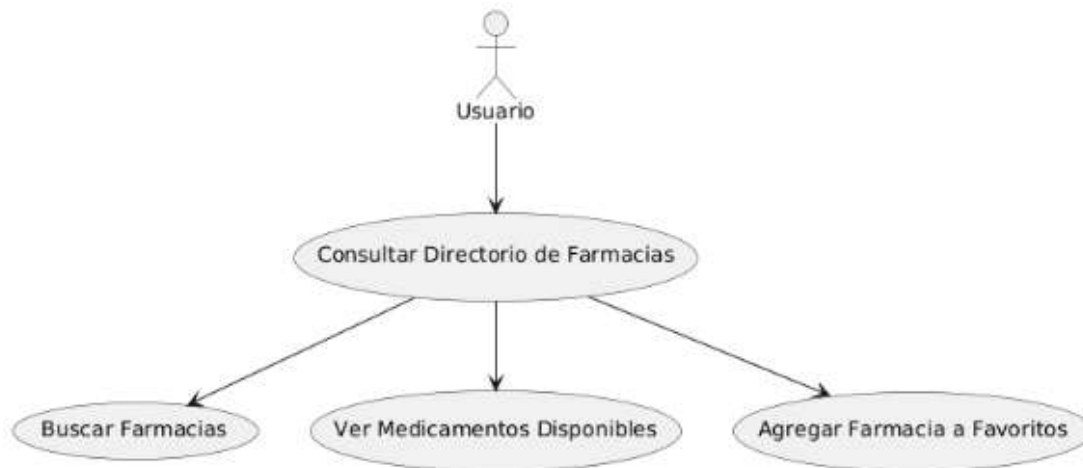 Usuario
Consultar Directorio de Farmacias
Buscar Farmacias
Ver Medicamentos Disponibles
Agregar Farmacia a Favoritos